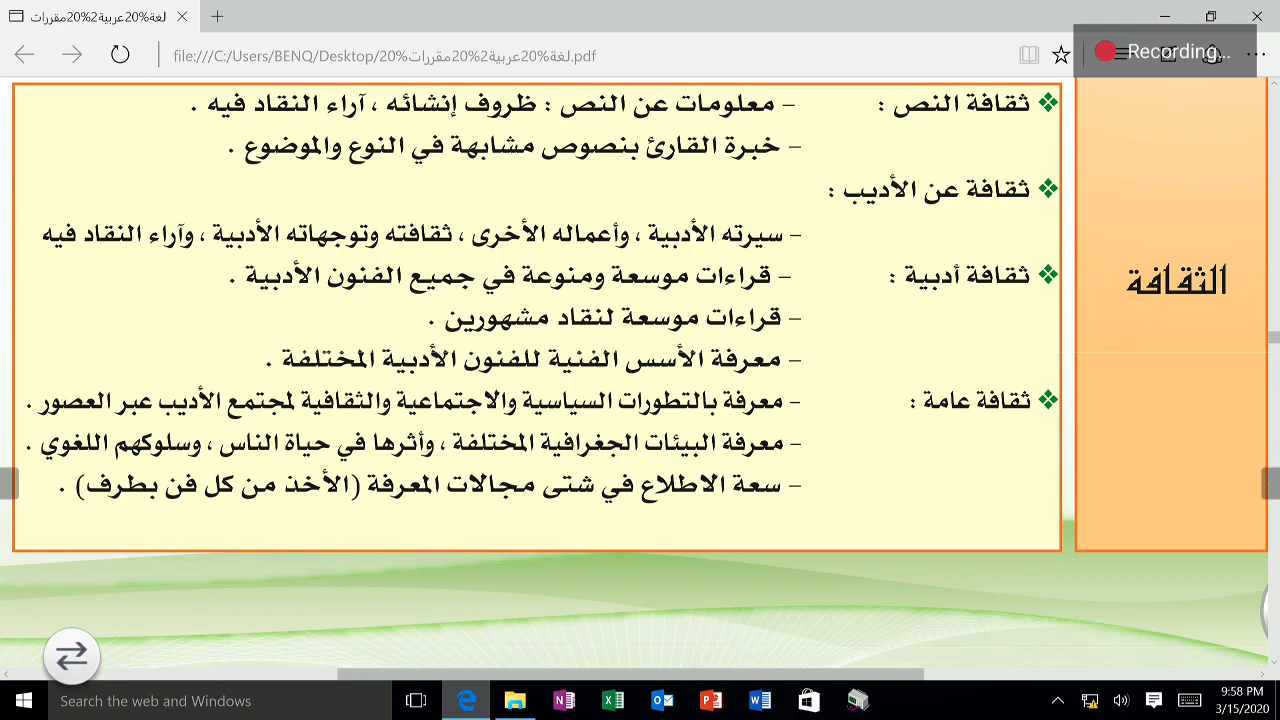 لغة%20عربية%202%20مقررات
file:///C:/Users/BENQ/Desktop/لغة%20عربية%202%20مقررات.pdf
Recording...
الثقافة
❖ ثقافة النص : – معلومات عن النص : ظروف إنشائه ، آراء النقاد فيه .
– خبرة القارئ بنصوص مشابهة في النوع والموضوع .
❖ ثقافة عن الأديب :
– سيرته الأدبية ، وأعماله الأخرى ، ثقافته وتوجهاته الأدبية ، وآراء النقاد فيه
❖ ثقافة أدبية : – قراءات موسعة ومنوعة في جميع الفنون الأدبية .
– قراءات موسعة لنقاد مشهورين .
– معرفة الأسس الفنية للفنون الأدبية المختلفة .
❖ ثقافة عامة : – معرفة بالتطورات السياسية والاجتماعية والثقافية لمجتمع الأديب عبر العصور .
– معرفة البيئات الجغرافية المختلفة ، وأثرها في حياة الناس ، وسلوكهم اللغوي .
– سعة الاطلاع في شتى مجالات المعرفة (الأخذ من كل فن بطرف) .
Search the web and Windows
9:58 PM
3/15/2020